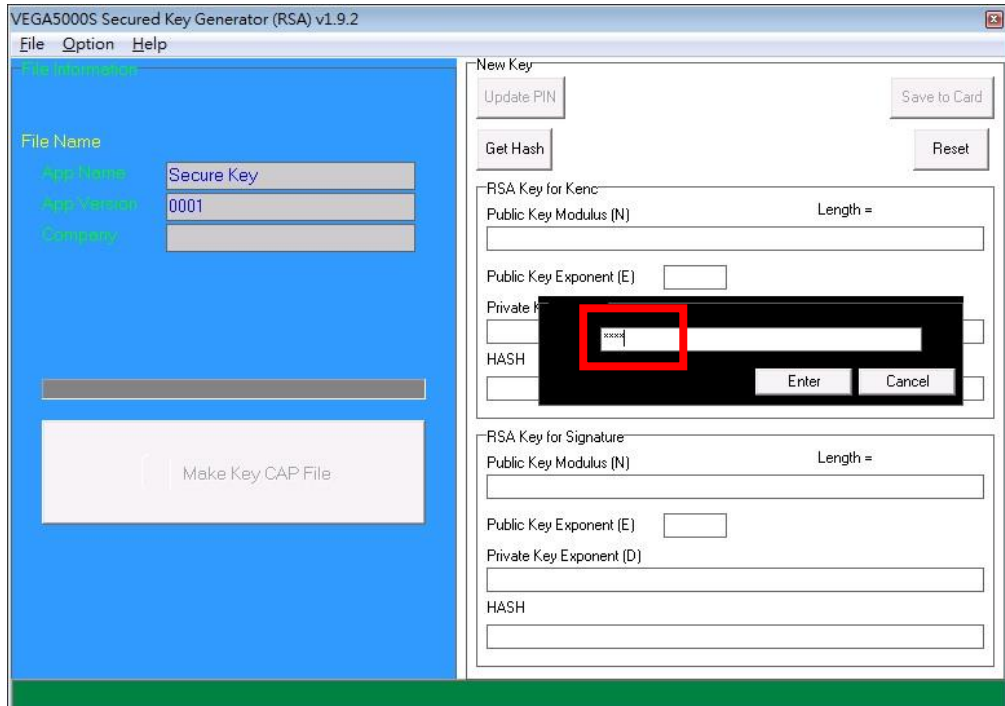 VEGA5000S Secured Key Generator (RSA) v1.9.2
File Option Help
File Information
File Name
App Name Secure Key
App Version 0001
Company
Make Key CAP File
New Key
Update PIN Save to Card
Get Hash Reset
RSA Key for Kenc
Public Key Modulus (N) Length =
Public Key Exponent (E)
Private K
****
HASH
Enter Cancel
RSA Key for Signature
Public Key Modulus (N) Length =
Public Key Exponent (E)
Private Key Exponent (D)
HASH